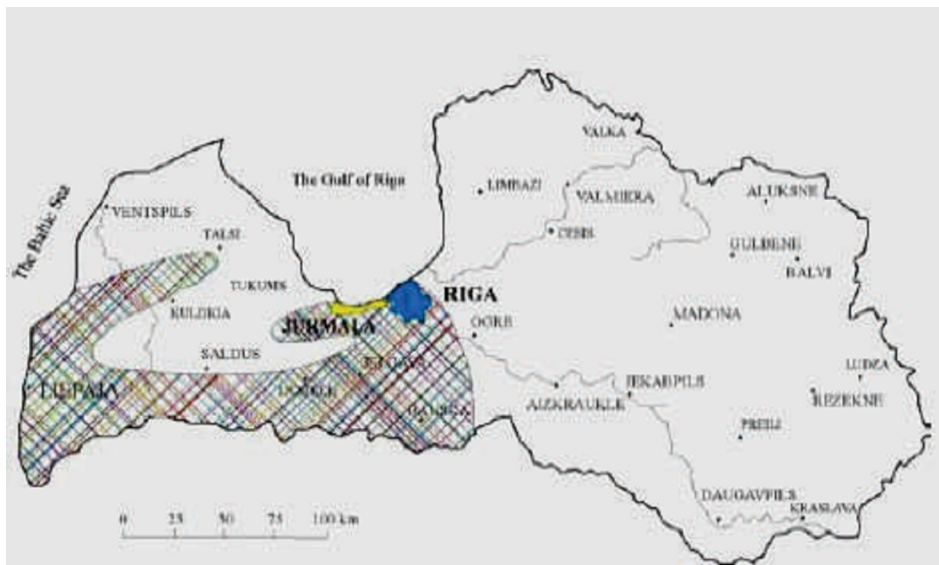 VALKA
The Gulf of Riga
LIMBAZI
VALMIERA
ALUKSNE
The Baltic Sea
VENTSPILS
TALSI
CESIS
GULBENE
BALVI
TUKUMS
KULDIGA
RIGA
JURMALA
OGRE
MADONA
SALDUS
JELGAVA
LUDZA
LIEPAJA
DOBELE
JEKABPILS
REZEKNE
AIZKRAUKLE
BAUSKA
PREILI
DAUGAVPILS
KRASLAVA
0 25 50 75 100 km